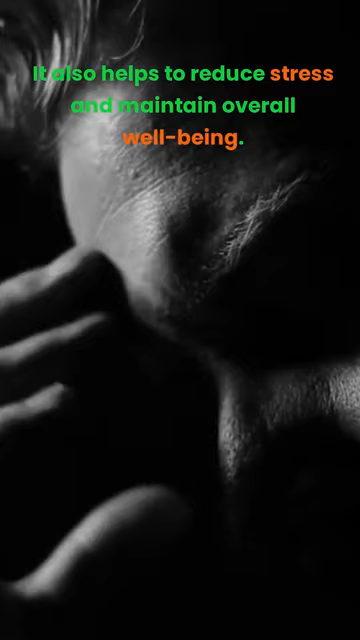 It also helps to reduce stress
and maintain overall
well-being.